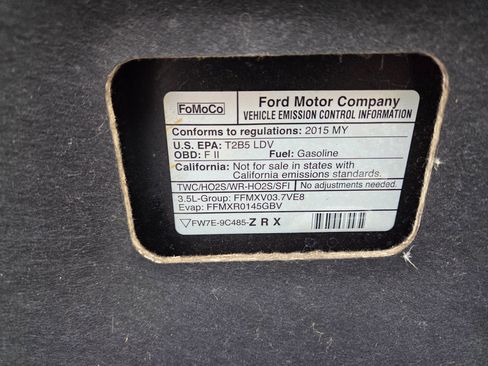 FoMoCo
Ford Motor Company
VEHICLE EMISSION CONTROL INFORMATION
Conforms to regulations: 2015 MY
U.S. EPA: T2B5 LDV
OBD: F II Fuel: Gasoline
California: Not for sale in states with
California emissions standards.
TWC/HO2S/WR-HO2S/SFI No adjustments needed.
3.5L-Group: FFMXV03.7VE8
Evap: FFMXR0145GBV
▽FW7E-9C485-Z R X